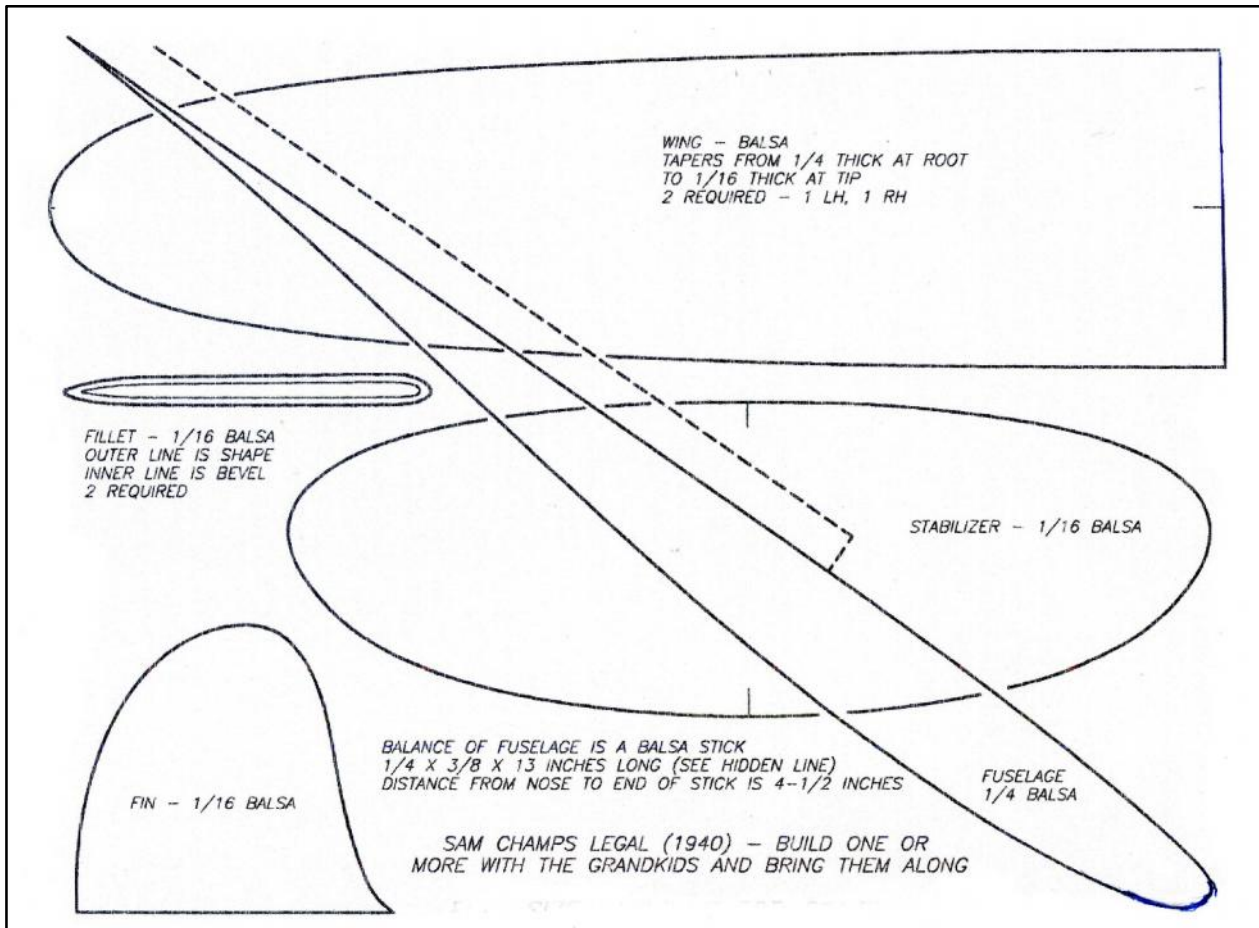 WING - BALSA
TAPERS FROM 1/4 THICK AT ROOT
TO 1/16 THICK AT TIP
2 REQUIRED - 1 LH, 1 RH
FILLET - 1/16 BALSA
OUTER LINE IS SHAPE
INNER LINE IS BEVEL
2 REQUIRED
STABILIZER - 1/16 BALSA
BALANCE OF FUSELAGE IS A BALSA STICK
1/4 X 3/8 X 13 INCHES LONG (SEE HIDDEN LINE)
DISTANCE FROM NOSE TO END OF STICK IS 4-1/2 INCHES
FUSELAGE
1/4 BALSA
FIN - 1/16 BALSA
SAM CHAMPS LEGAL (1940) - BUILD ONE OR
MORE WITH THE GRANDKIDS AND BRING THEM ALONG